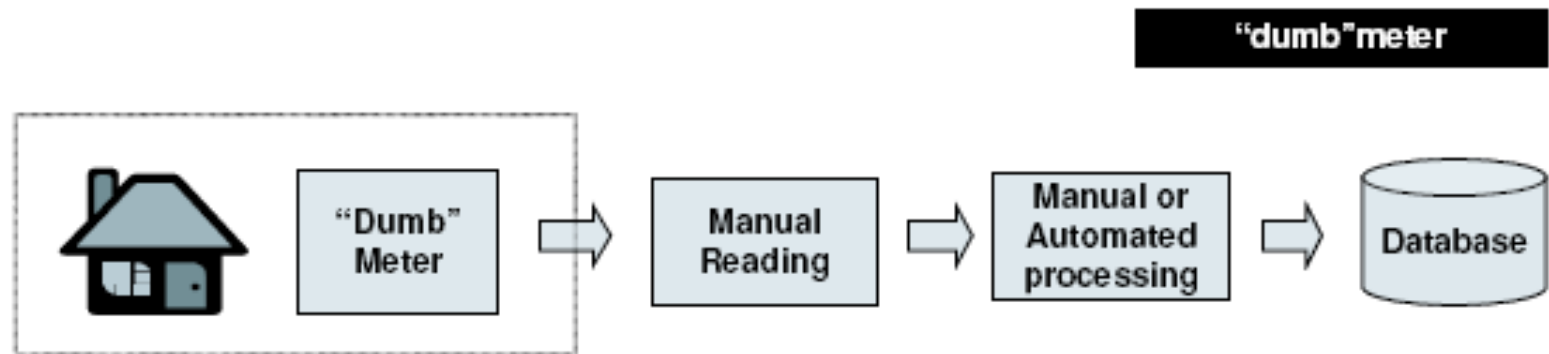 “dumb”meter
“Dumb”
Meter
Manual
Reading
Manual or
Automated
processing
Database